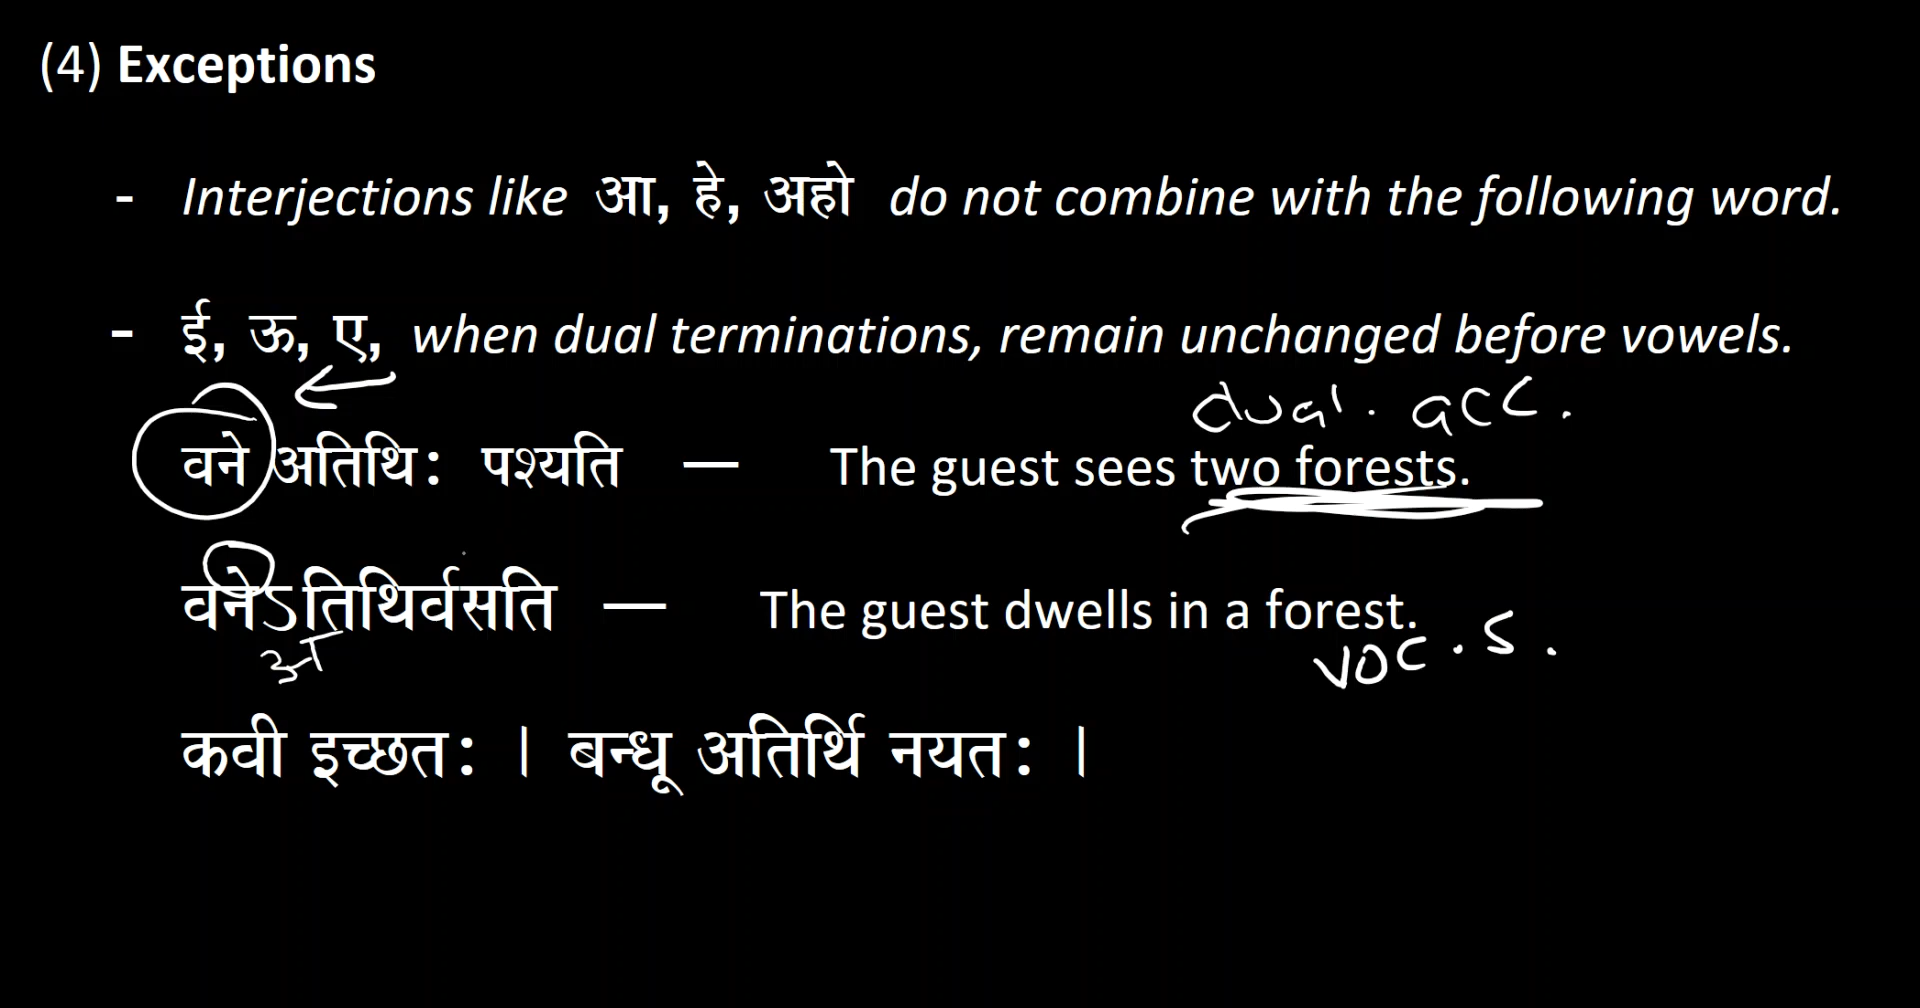 (4) Exceptions
- Interjections like आ, हे, अहो do not combine with the following word.
- ई, ऊ, ए, when dual terminations, remain unchanged before vowels.
dual. acc.
वने अतिथिः पश्यति — The guest sees two forests.
वनेऽतिथिर्वसति — The guest dwells in a forest.
अ
voc. s.
कवी इच्छतः । बन्धू अतिर्थि नयतः ।